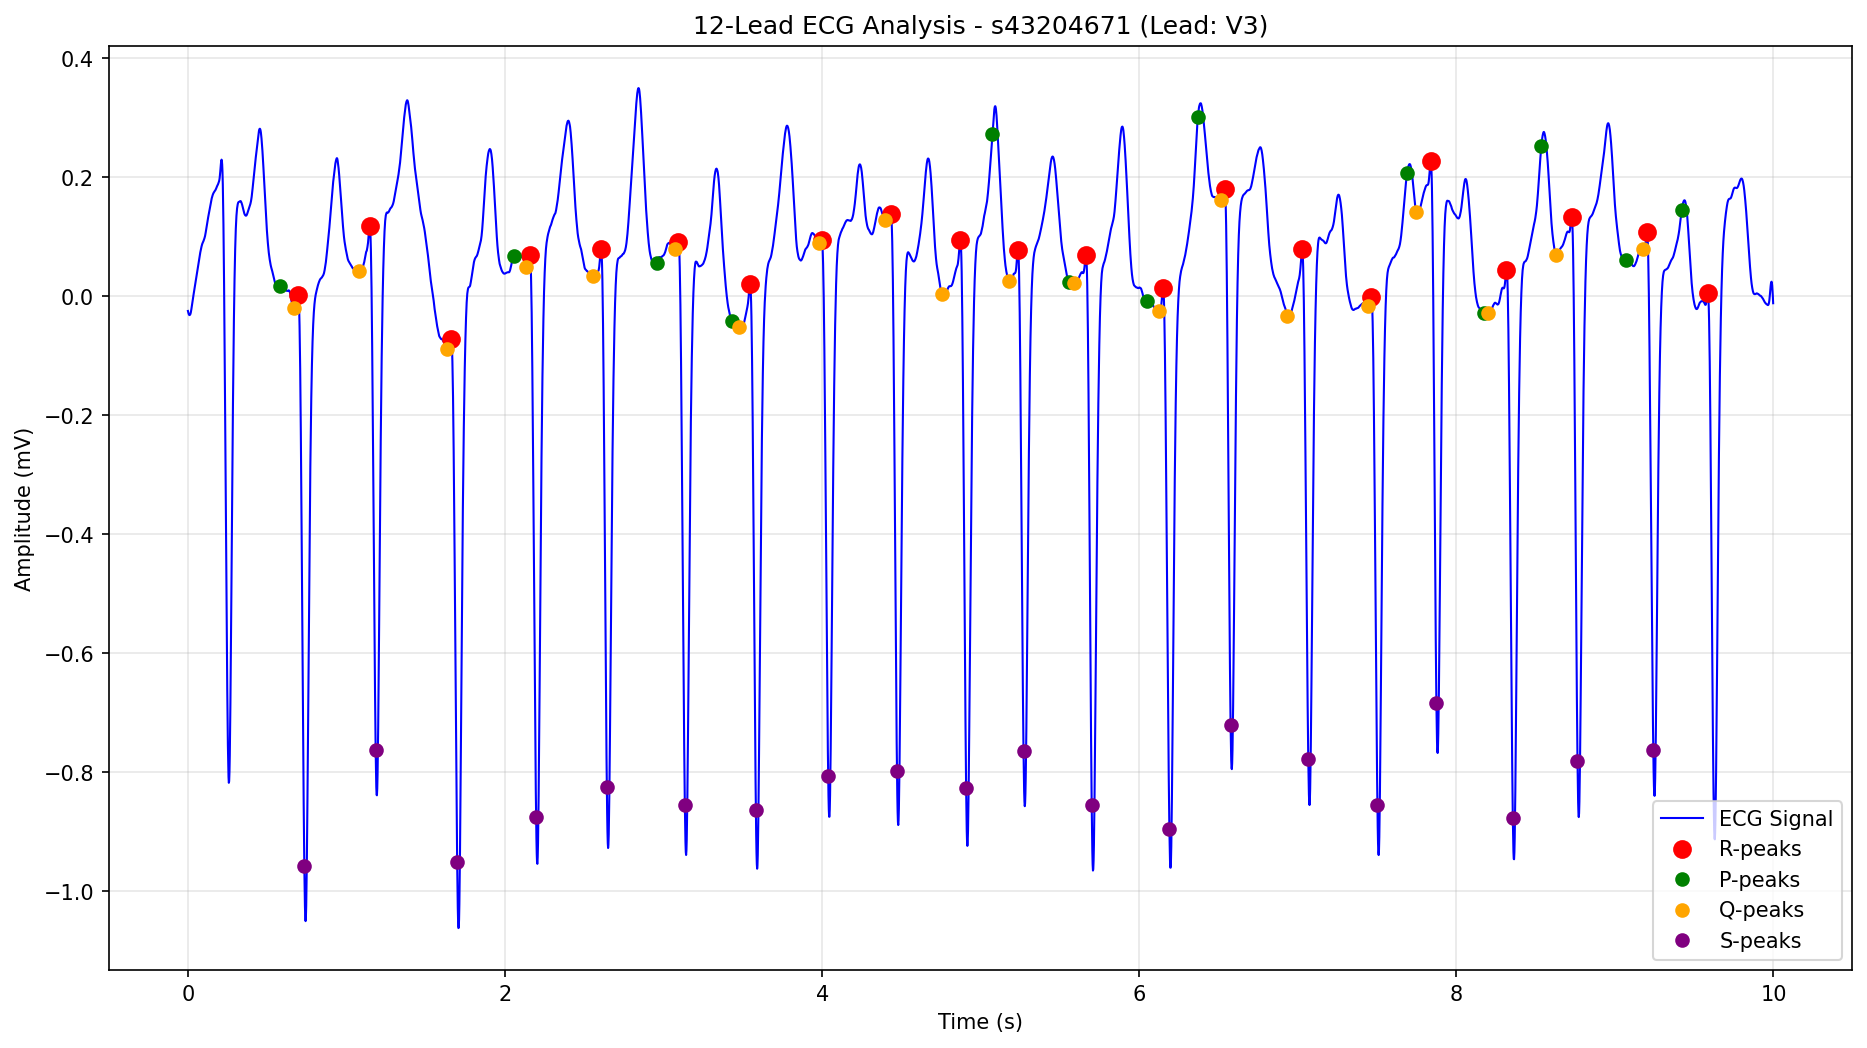 12-Lead ECG Analysis - s43204671 (Lead: V3)
Amplitude (mV)
0.4
0.2
0.0
−0.2
−0.4
−0.6
−0.8
−1.0
ECG Signal
R-peaks
P-peaks
Q-peaks
S-peaks
0 2 4 6 8 10
Time (s)